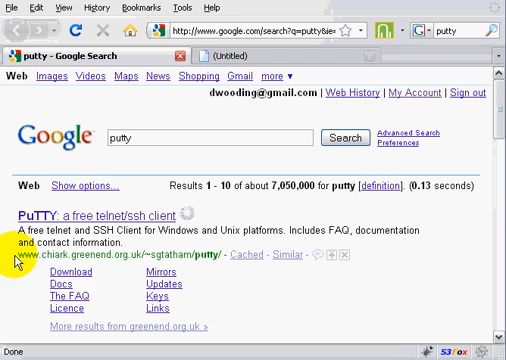 File Edit View History Bookmarks Tools Help
http://www.google.com/search?q=putty&ie= putty
putty - Google Search (Untitled)
Web Images Videos Maps News Shopping Gmail more ▼
dwooding@gmail.com | Web History | My Account | Sign out
Google putty Search Advanced Search
Preferences
Web Show options... Results 1 - 10 of about 7,050,000 for putty [definition]. (0.13 seconds)
PuTTY: a free telnet/ssh client
A free telnet and SSH Client for Windows and Unix platforms. Includes FAQ, documentation
and contact information.
www.chiark.greenend.org.uk/~sgtatham/putty/ - Cached - Similar -
Download Mirrors
Docs Updates
The FAQ Keys
Licence Links
More results from greenend.org.uk »
Done S3Fox